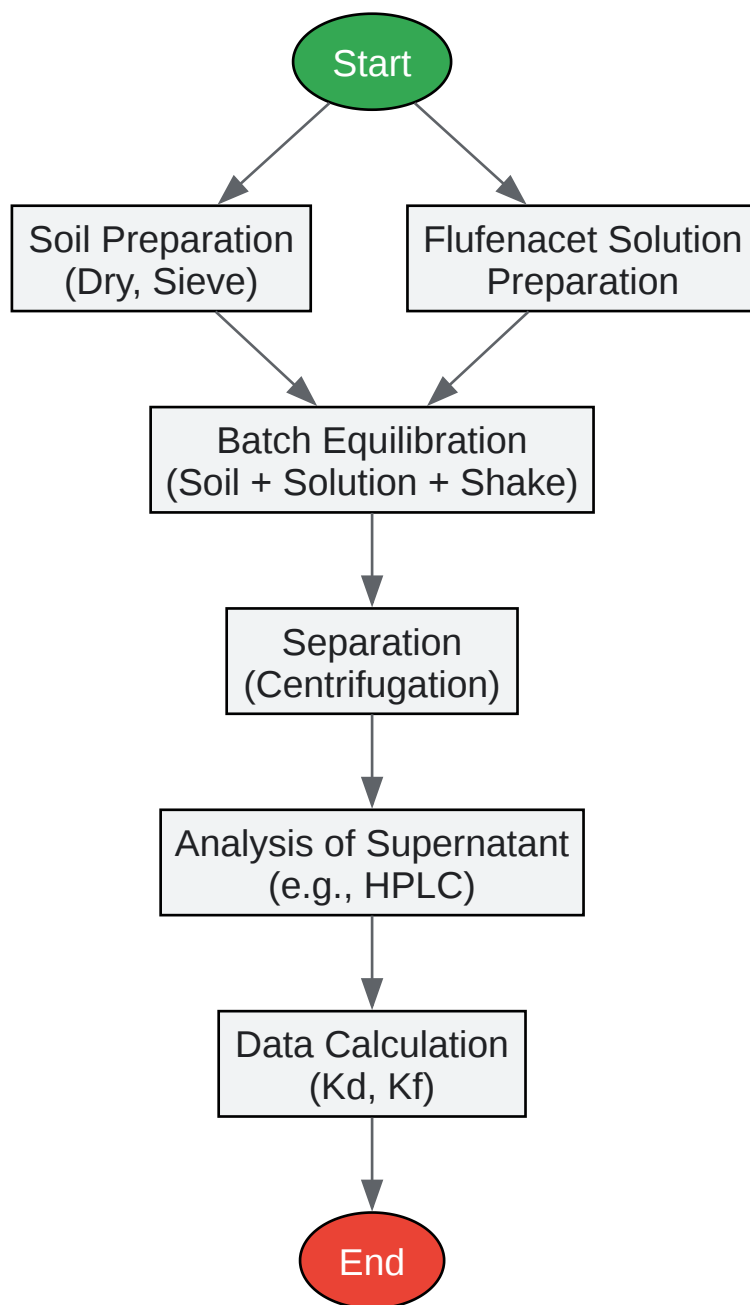 Start
Soil Preparation
(Dry, Sieve)
Flufenacet Solution
Preparation
Batch Equilibration
(Soil + Solution + Shake)
Separation
(Centrifugation)
Analysis of Supernatant
(e.g., HPLC)
Data Calculation
(Kd, Kf)
End